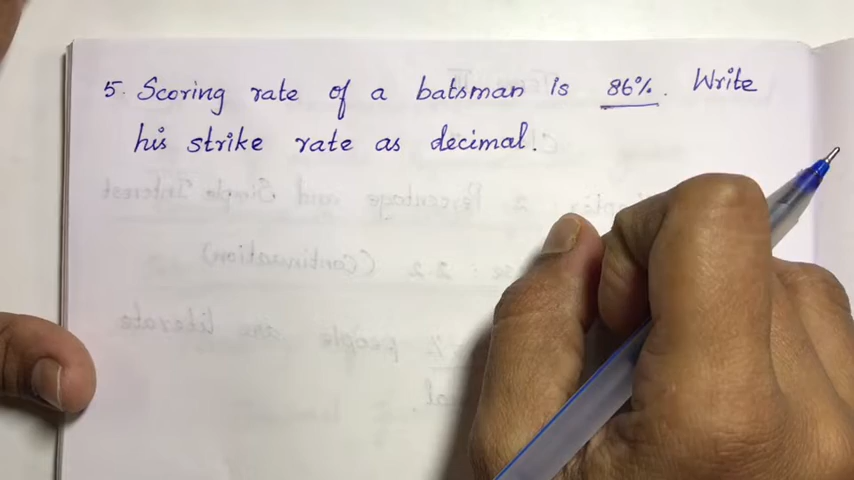 5. Scoring rate of a batsman is 86%. Write
his strike rate as decimal.